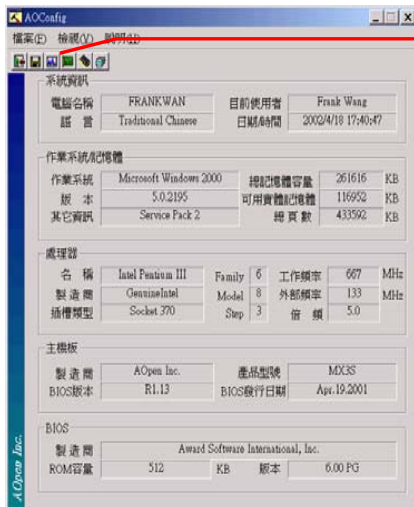 AOConfig
檔案(F) 檢視(V) 說明(H)
系統資訊
電腦名稱 FRANKWAN 目前使用者 Frank Wang
語 言 Traditional Chinese 日期/時間 2002/4/18 17:40:47
作業系統/記憶體
作業系統 Microsoft Windows 2000 總記憶體容量 261616 KB
版 本 5.0.2195 可用實體記憶體 116952 KB
其它資訊 Service Pack 2 總 頁 數 433592 KB
處理器
名 稱 Intel Pentium III Family 6 工作頻率 667 MHz
製 造 商 GenuineIntel Model 8 外部頻率 133 MHz
插槽類型 Socket 370 Step 3 倍 頻 5.0
主機板
製 造 商 AOpen Inc. 產品型號 MX3S
BIOS版本 R1.13 BIOS發行日期 Apr.19.2001
BIOS
製 造 商 Award Software International, Inc.
ROM容量 512 KB 版本 6.00 PG
AOpen Inc.